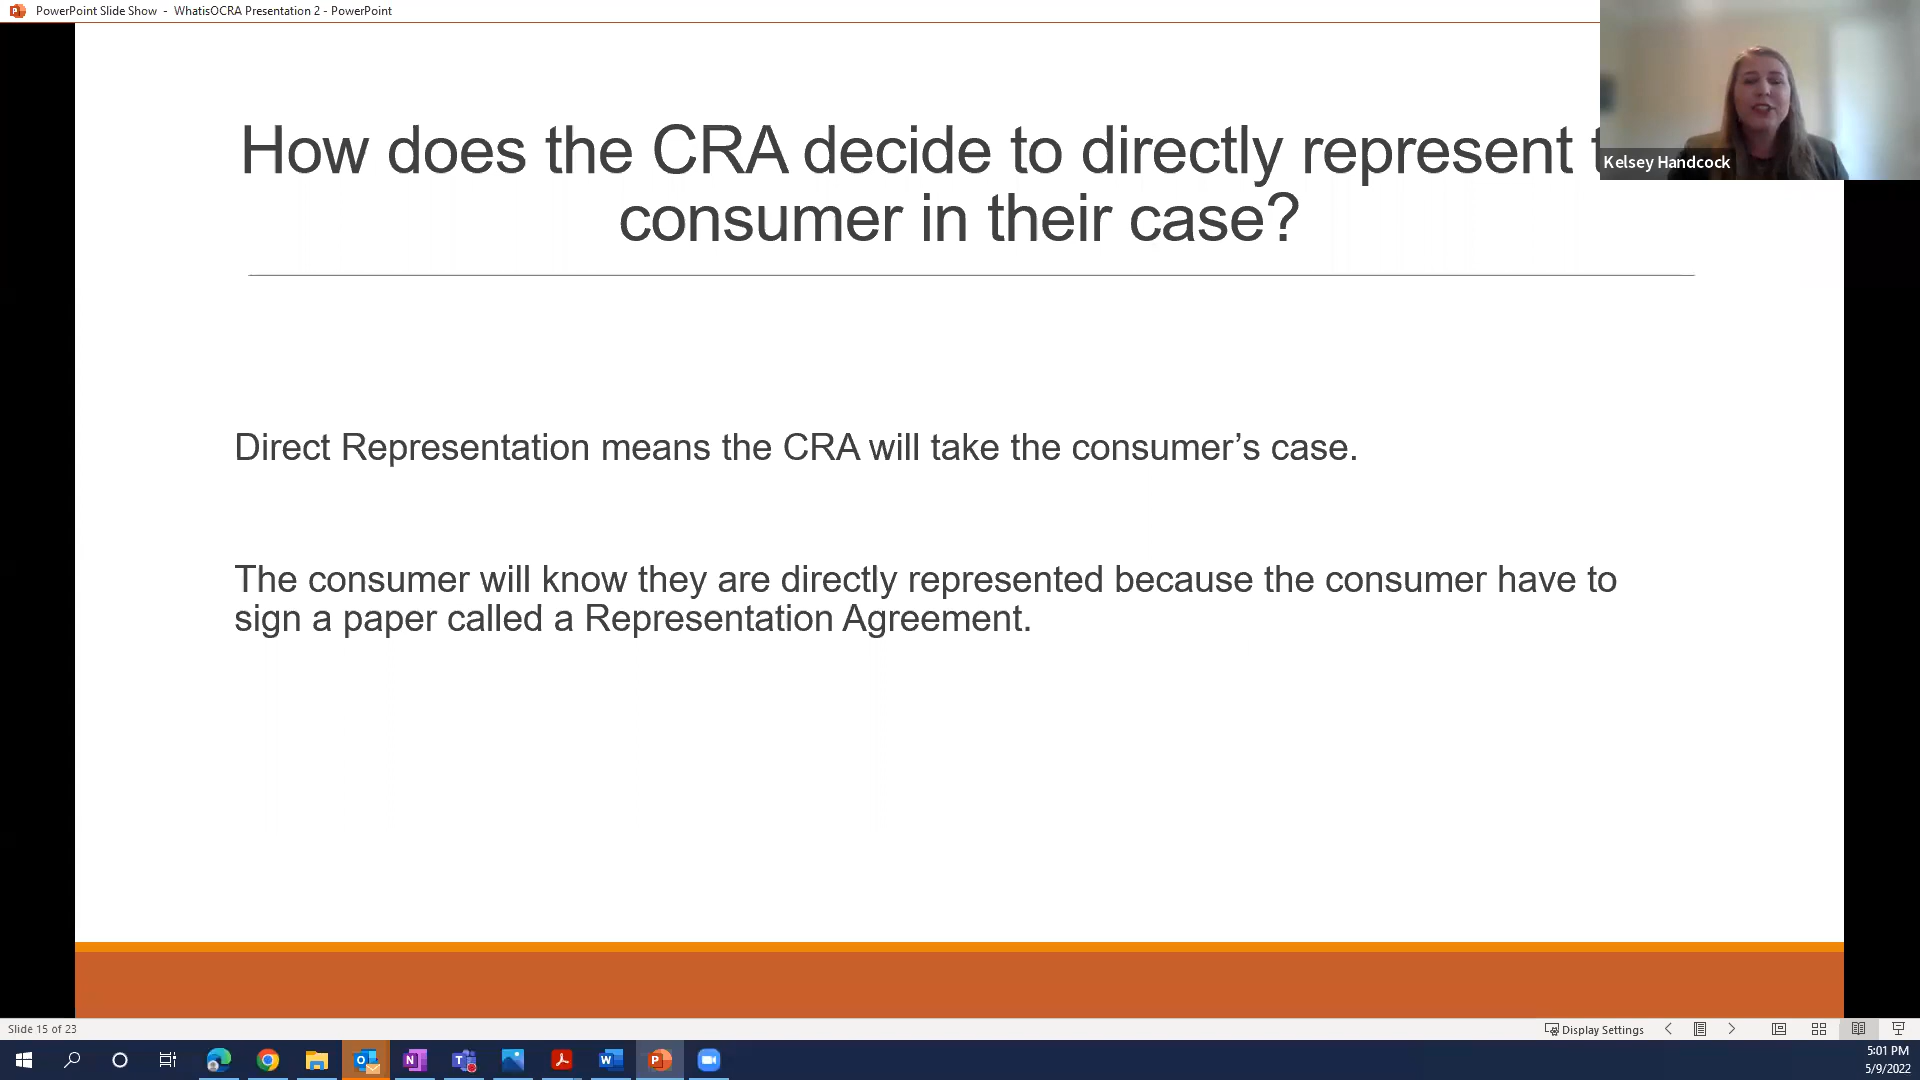 PowerPoint Slide Show - WhatisOCRA Presentation 2 - PowerPoint
How does the CRA decide to directly represent
consumer in their case?
Kelsey Handcock
Direct Representation means the CRA will take the consumer’s case.
The consumer will know they are directly represented because the consumer have to
sign a paper called a Representation Agreement.
Slide 15 of 23
Display Settings
5:01 PM
5/9/2022